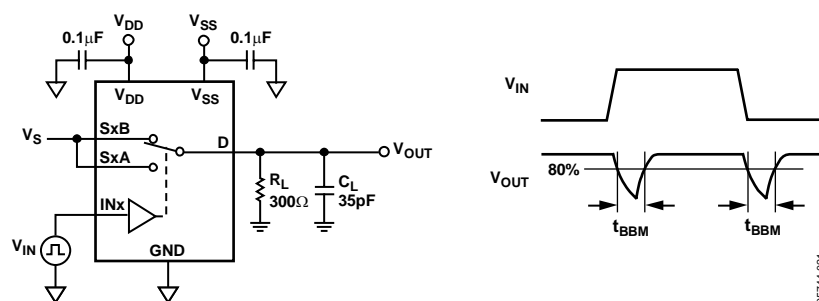 VDD VSS
0.1µF 0.1µF
VDD VSS
VS SxB D VOUT
SxA
RL
300Ω
CL
35pF
INx
VIN
GND
VIN
VOUT
80%
tBBM tBBM